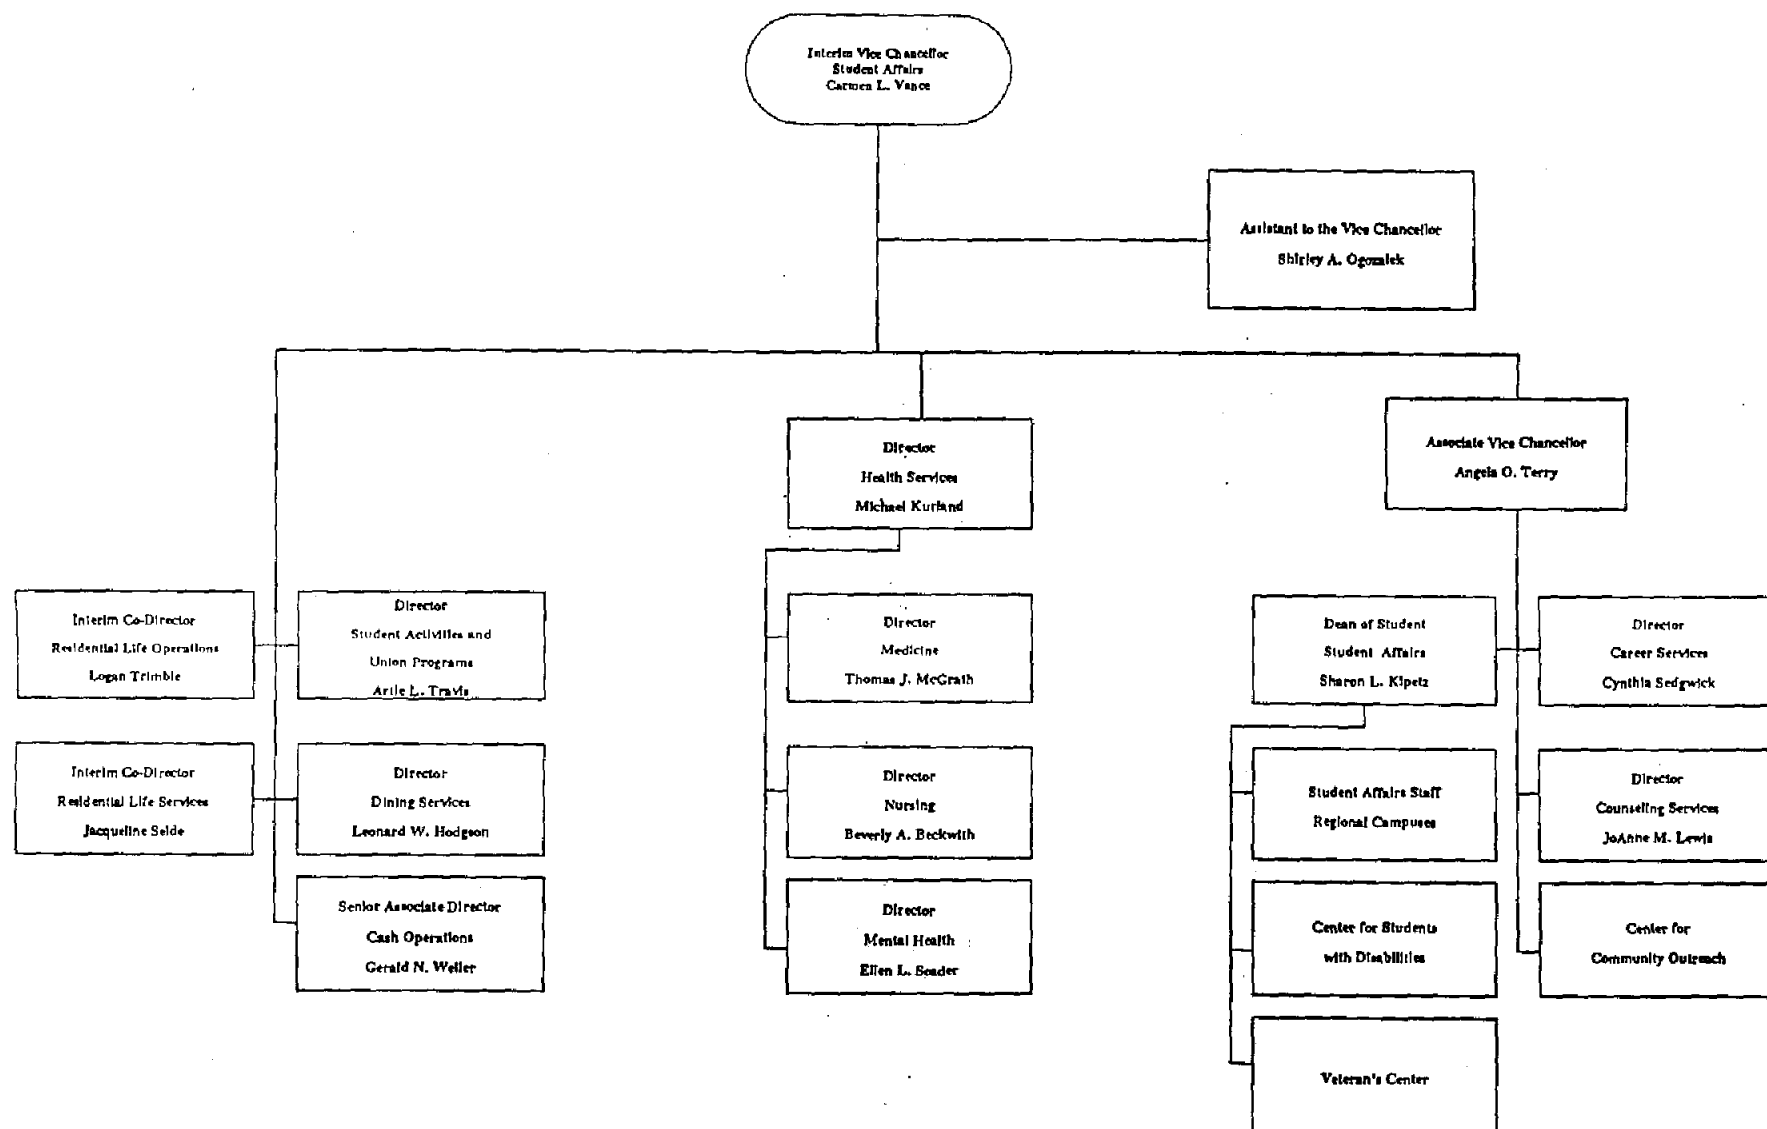 Interim Vice Chancellor
Student Affairs
Carmen L. Vance
Assistant to the Vice Chancellor
Shirley A. Ogozalek
Director
Health Services
Michael Kurland
Associate Vice Chancellor
Angela O. Terry
Interim Co-Director
Residential Life Operations
Logan Trimble
Director
Student Activities and
Union Programs
Artie L. Travis
Director
Medicine
Thomas J. McGrath
Dean of Student
Student Affairs
Sharon L. Kipetz
Director
Career Services
Cynthia Sedgwick
Interim Co-Director
Residential Life Services
Jacqueline Seide
Director
Dining Services
Leonard W. Hodgson
Director
Nursing
Beverly A. Beckwith
Student Affairs Staff
Regional Campuses
Director
Counseling Services
JoAnne M. Lewis
Senior Associate Director
Cash Operations
Gerald N. Weller
Director
Mental Health
Ellen L.
Center for Students
with Disabilities
Center for
Community Outreach
Veteran's Center